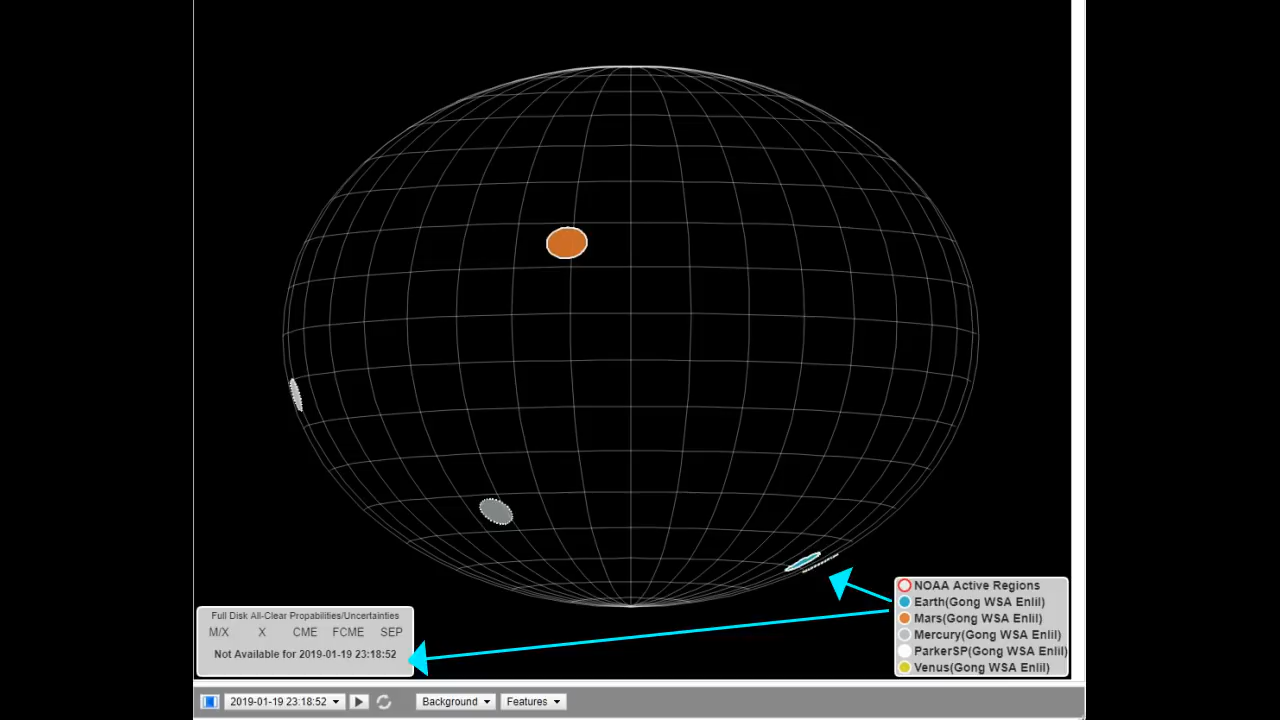 NOAA Active Regions
Earth(Gong WSA Enlil)
Mars(Gong WSA Enlil)
Mercury(Gong WSA Enlil)
ParkerSP(Gong WSA Enlil)
Venus(Gong WSA Enlil)
Full Disk All-Clear Propabilities/Uncertainties
M/X X CME FCME SEP
Not Available for 2019-01-19 23:18:52
2019-01-19 23:18:52 Background Features